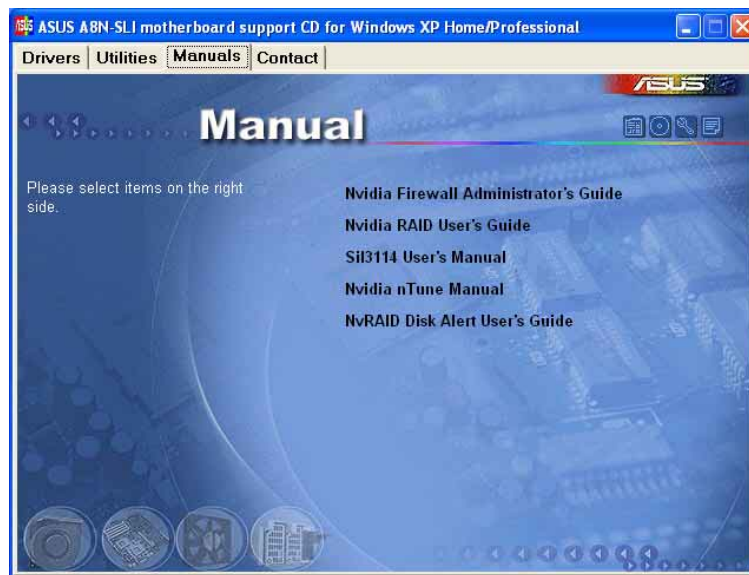 ASUS A8N-SLI motherboard support CD for Windows XP Home/Professional
Drivers Utilities Manuals Contact
ASUS
Manual
Please select items on the right
side.
Nvidia Firewall Administrator's Guide
Nvidia RAID User's Guide
Sil3114 User's Manual
Nvidia nTune Manual
NvRAID Disk Alert User's Guide